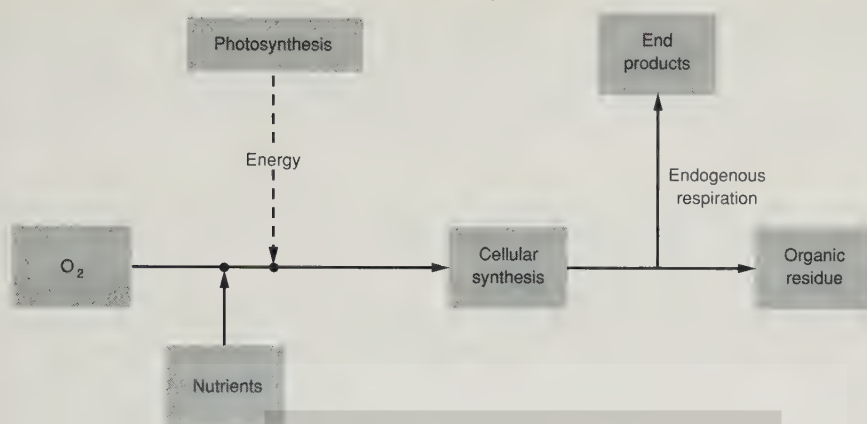 Photosynthesis
End
products
Energy
Endogenous
respiration
O₂
Cellular
synthesis
Organic
residue
Nutrients